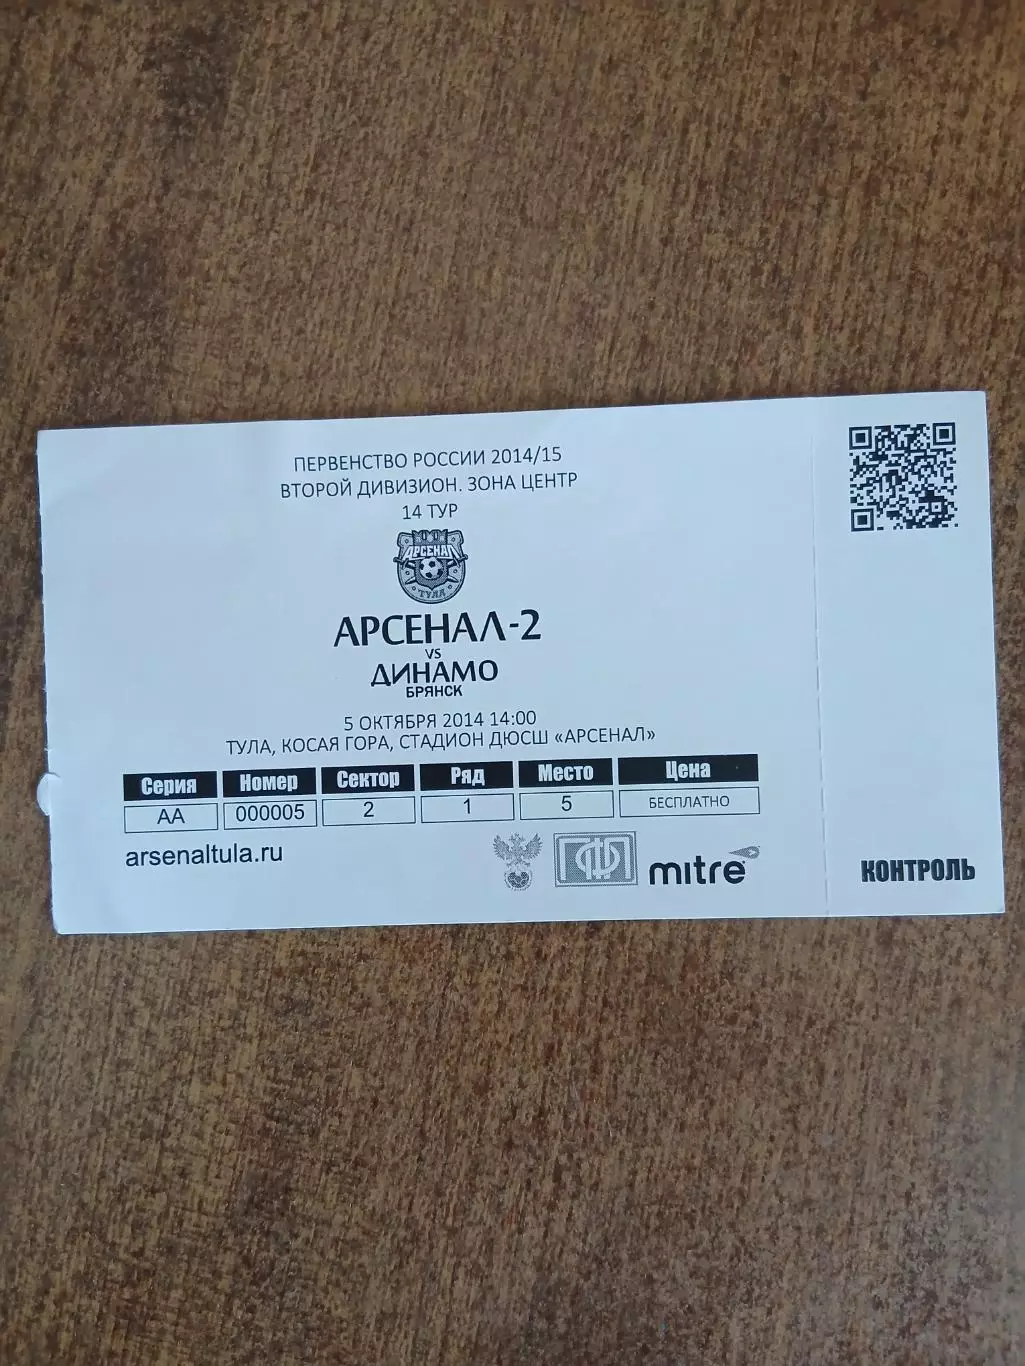 ПЕРВЕНСТВО РОССИИ 2014/15
ВТОРОЙ ДИВИЗИОН. ЗОНА ЦЕНТР
14 ТУР
АРСЕНАЛ
ТУЛА
АРСЕНАЛ-2
VS
ДИНАМО
БРЯНСК
5 ОКТЯБРЯ 2014 14:00
ТУЛА, КОСАЯ ГОРА, СТАДИОН ДЮСШ «АРСЕНАЛ»
Серия Номер Сектор Ряд Место Цена
АА 000005 2 1 5 БЕСПЛАТНО
arsenaltula.ru
ПФЛ
mitre
КОНТРОЛЬ